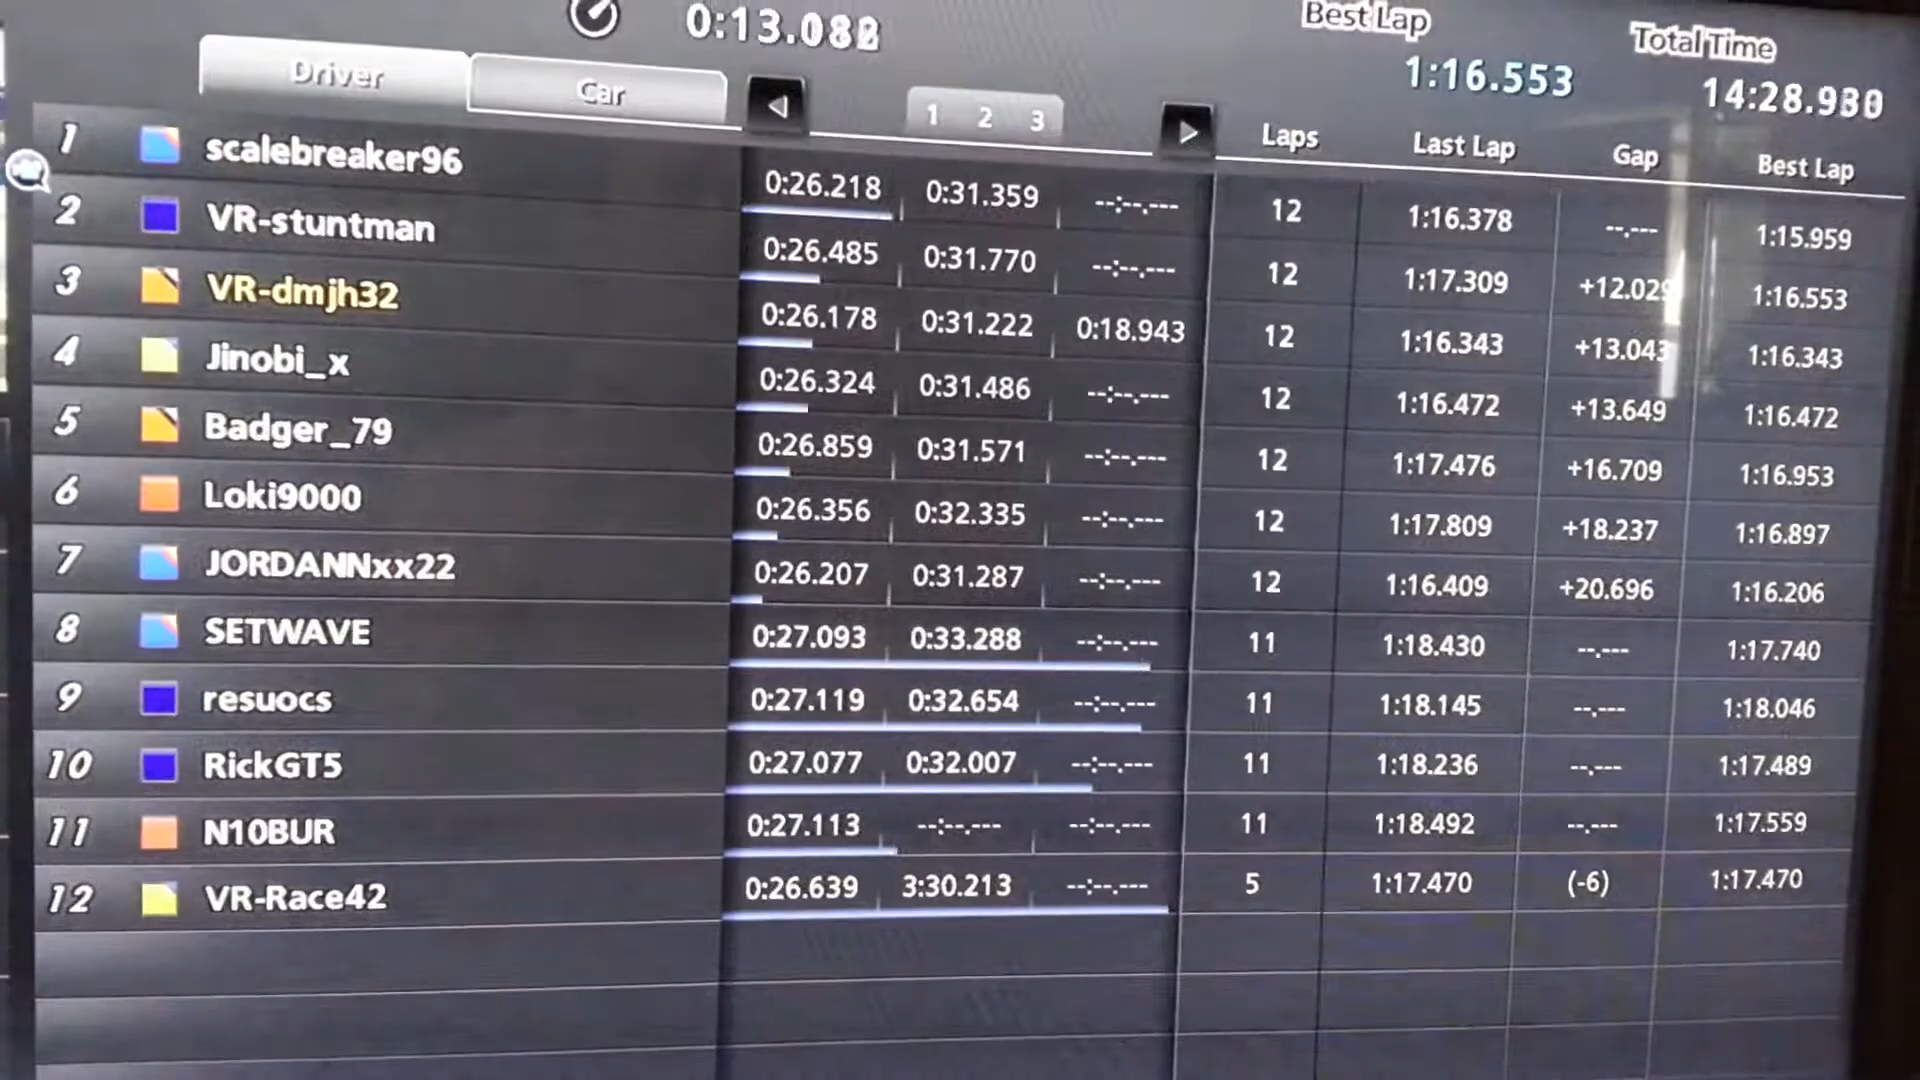 0:13.08
Best Lap
Total Time
1:16.553
14:28.9
Driver Car 1 2 3 Laps Last Lap Gap Best Lap
1 scalebreaker96 0:26.218 0:31.359 --:--.--- 12 1:16.378 --.--- 1:15.959
2 VR-stuntman 0:26.485 0:31.770 --:--.--- 12 1:17.309 +12.029 1:16.553
3 VR-dmjh32 0:26.178 0:31.222 0:18.943 12 1:16.343 +13.043 1:16.343
4 Jinobi_x 0:26.324 0:31.486 --:--.--- 12 1:16.472 +13.649 1:16.472
5 Badger_79 0:26.859 0:31.571 --:--.--- 12 1:17.476 +16.709 1:16.953
6 Loki9000 0:26.356 0:32.335 --:--.--- 12 1:17.809 +18.237 1:16.897
7 JORDANNxx22 0:26.207 0:31.287 --:--.--- 12 1:16.409 +20.696 1:16.206
8 SETWAVE 0:27.093 0:33.288 --:--.--- 11 1:18.430 --.--- 1:17.740
9 resuocs 0:27.119 0:32.654 --:--.--- 11 1:18.145 --.--- 1:18.046
10 RickGT5 0:27.077 0:32.007 --:--.--- 11 1:18.236 --.--- 1:17.489
11 N10BUR 0:27.113 --:--.--- --:--.--- 11 1:18.492 --.--- 1:17.559
12 VR-Race42 0:26.639 3:30.213 --:--.--- 5 1:17.470 (-6) 1:17.470